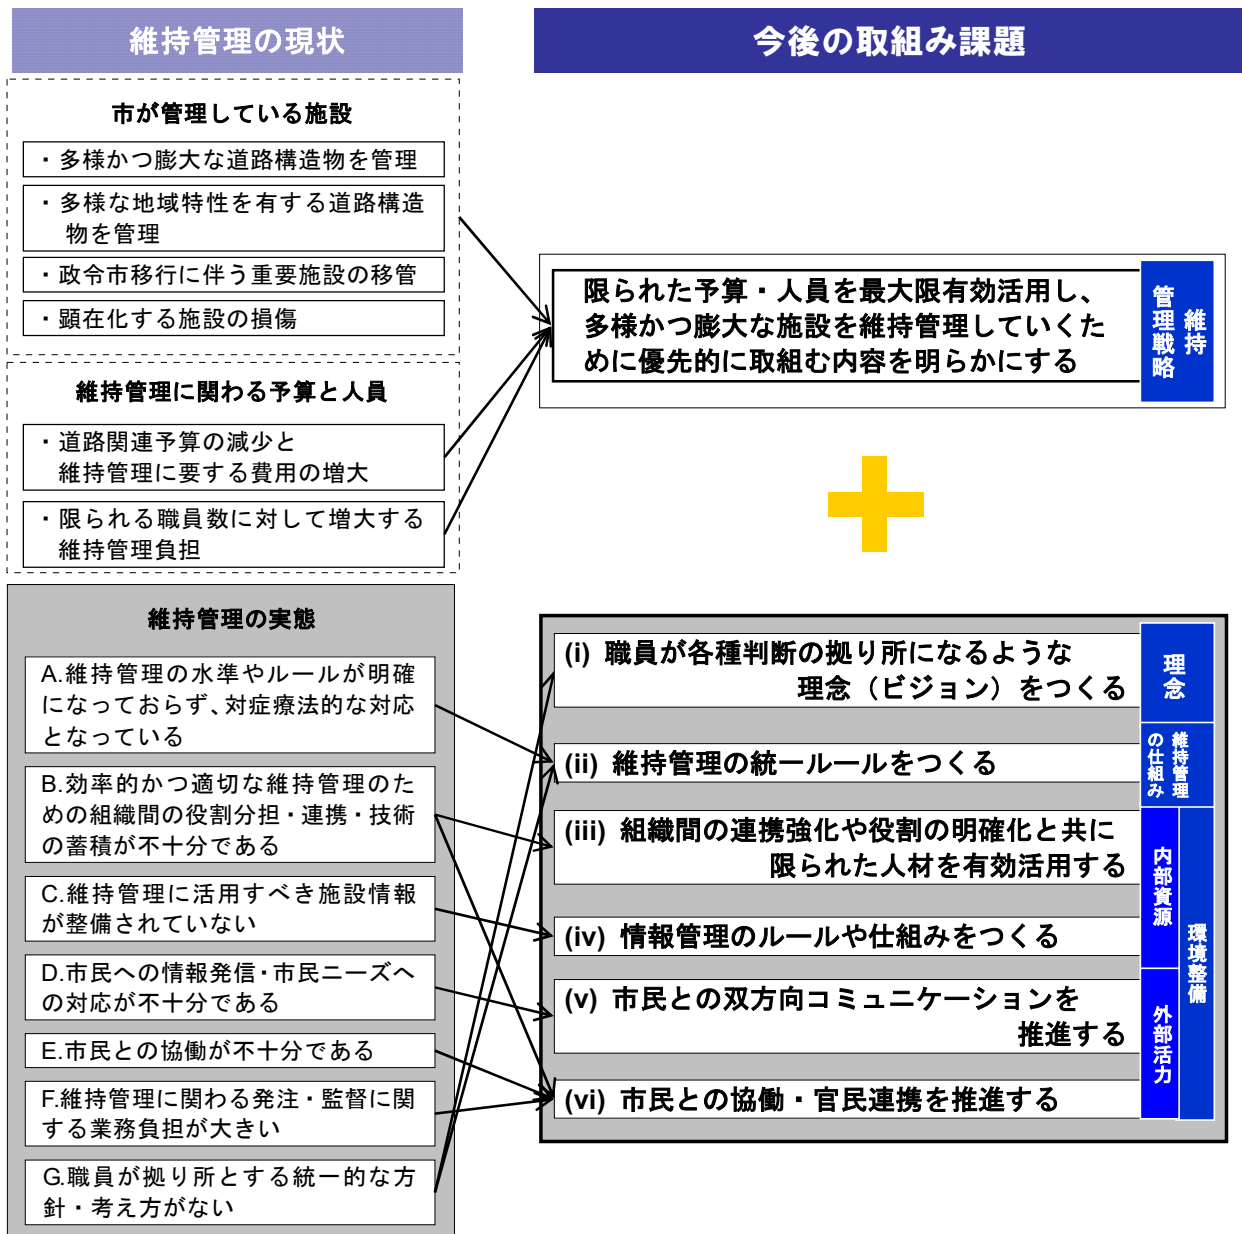 維持管理の現状
今後の取組み課題
市が管理している施設
・多様かつ膨大な道路構造物を管理
・多様な地域特性を有する道路構造
物を管理
・政令市移行に伴う重要施設の移管
・顕在化する施設の損傷
維持管理に関わる予算と人員
・道路関連予算の減少と
維持管理に要する費用の増大
・限られる職員数に対して増大する
維持管理負担
限られた予算・人員を最大限有効活用し、
多様かつ膨大な施設を維持管理していくた
めに優先的に取組む内容を明らかにする
維持
管理戦略
維持管理の実態
A.維持管理の水準やルールが明確
になっておらず、対症療法的な対応
となっている
B.効率的かつ適切な維持管理のた
めの組織間の役割分担・連携・技術
の蓄積が不十分である
C.維持管理に活用すべき施設情報
が整備されていない
D.市民への情報発信・市民ニーズへ
の対応が不十分である
E.市民との協働が不十分である
F.維持管理に関わる発注・監督に関
する業務負担が大きい
G.職員が拠り所とする統一的な方
針・考え方がない
(i) 職員が各種判断の拠り所になるような
理念（ビジョン）をつくる
(ii) 維持管理の統一ルールをつくる
(iii) 組織間の連携強化や役割の明確化と共に
限られた人材を有効活用する
(iv) 情報管理のルールや仕組みをつくる
(v) 市民との双方向コミュニケーションを
推進する
(vi) 市民との協働・官民連携を推進する
理念
維持管理
の仕組み
内部資源
外部活力
環境整備